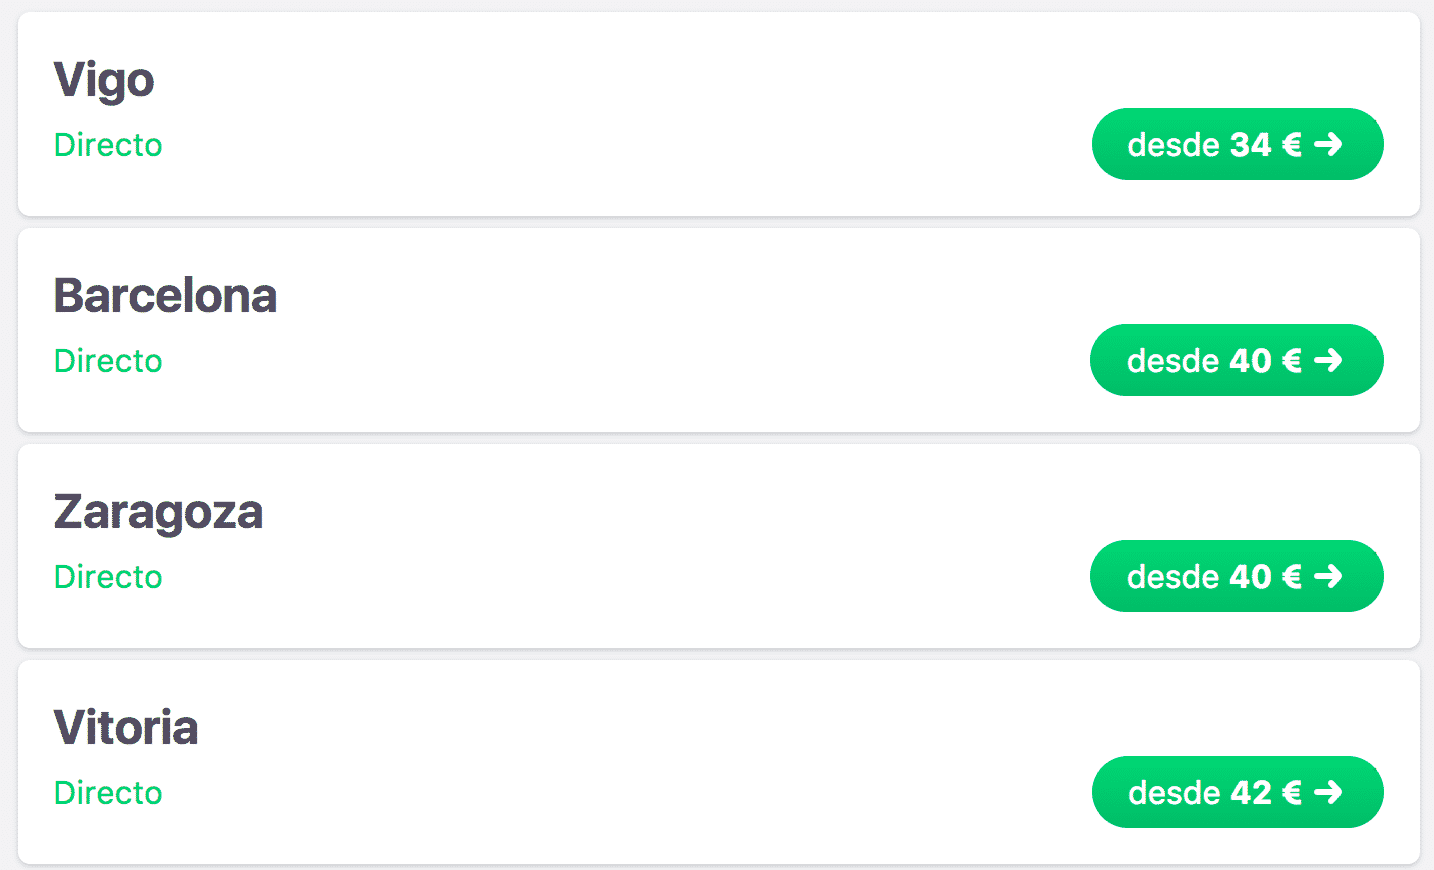 Vigo
Directo
desde 34 € →
Barcelona
Directo
desde 40 € →
Zaragoza
Directo
desde 40 € →
Vitoria
Directo
desde 42 € →